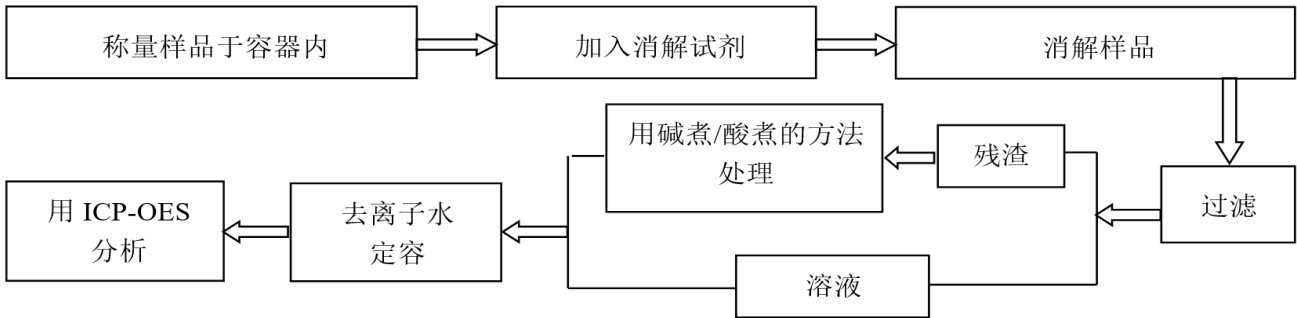 称量样品于容器内
加入消解试剂
消解样品
过滤
残渣
用碱煮/酸煮的方法
处理
溶液
去离子水
定容
用 ICP-OES
分析